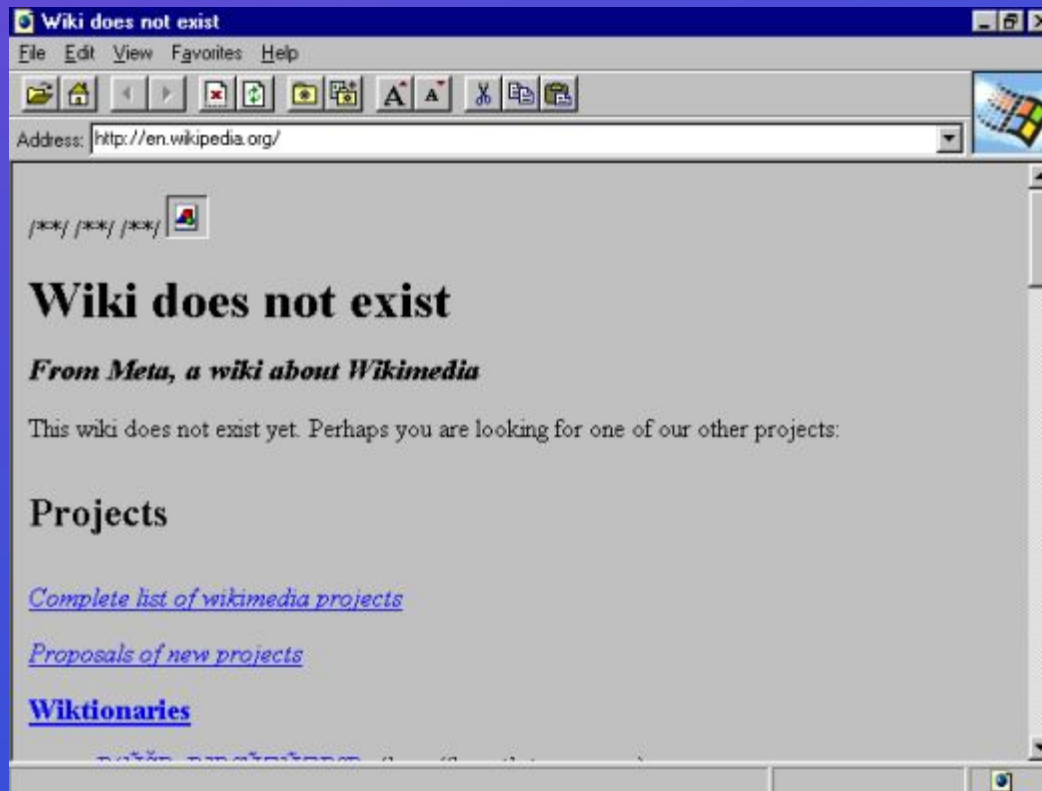 Wiki does not exist
File Edit View Favorites Help
Address: http://en.wikipedia.org/
/**/ /**/ /**/
Wiki does not exist
From Meta, a wiki about Wikimedia
This wiki does not exist yet. Perhaps you are looking for one of our other projects:
Projects
Complete list of wikimedia projects
Proposals of new projects
Wiktionaries